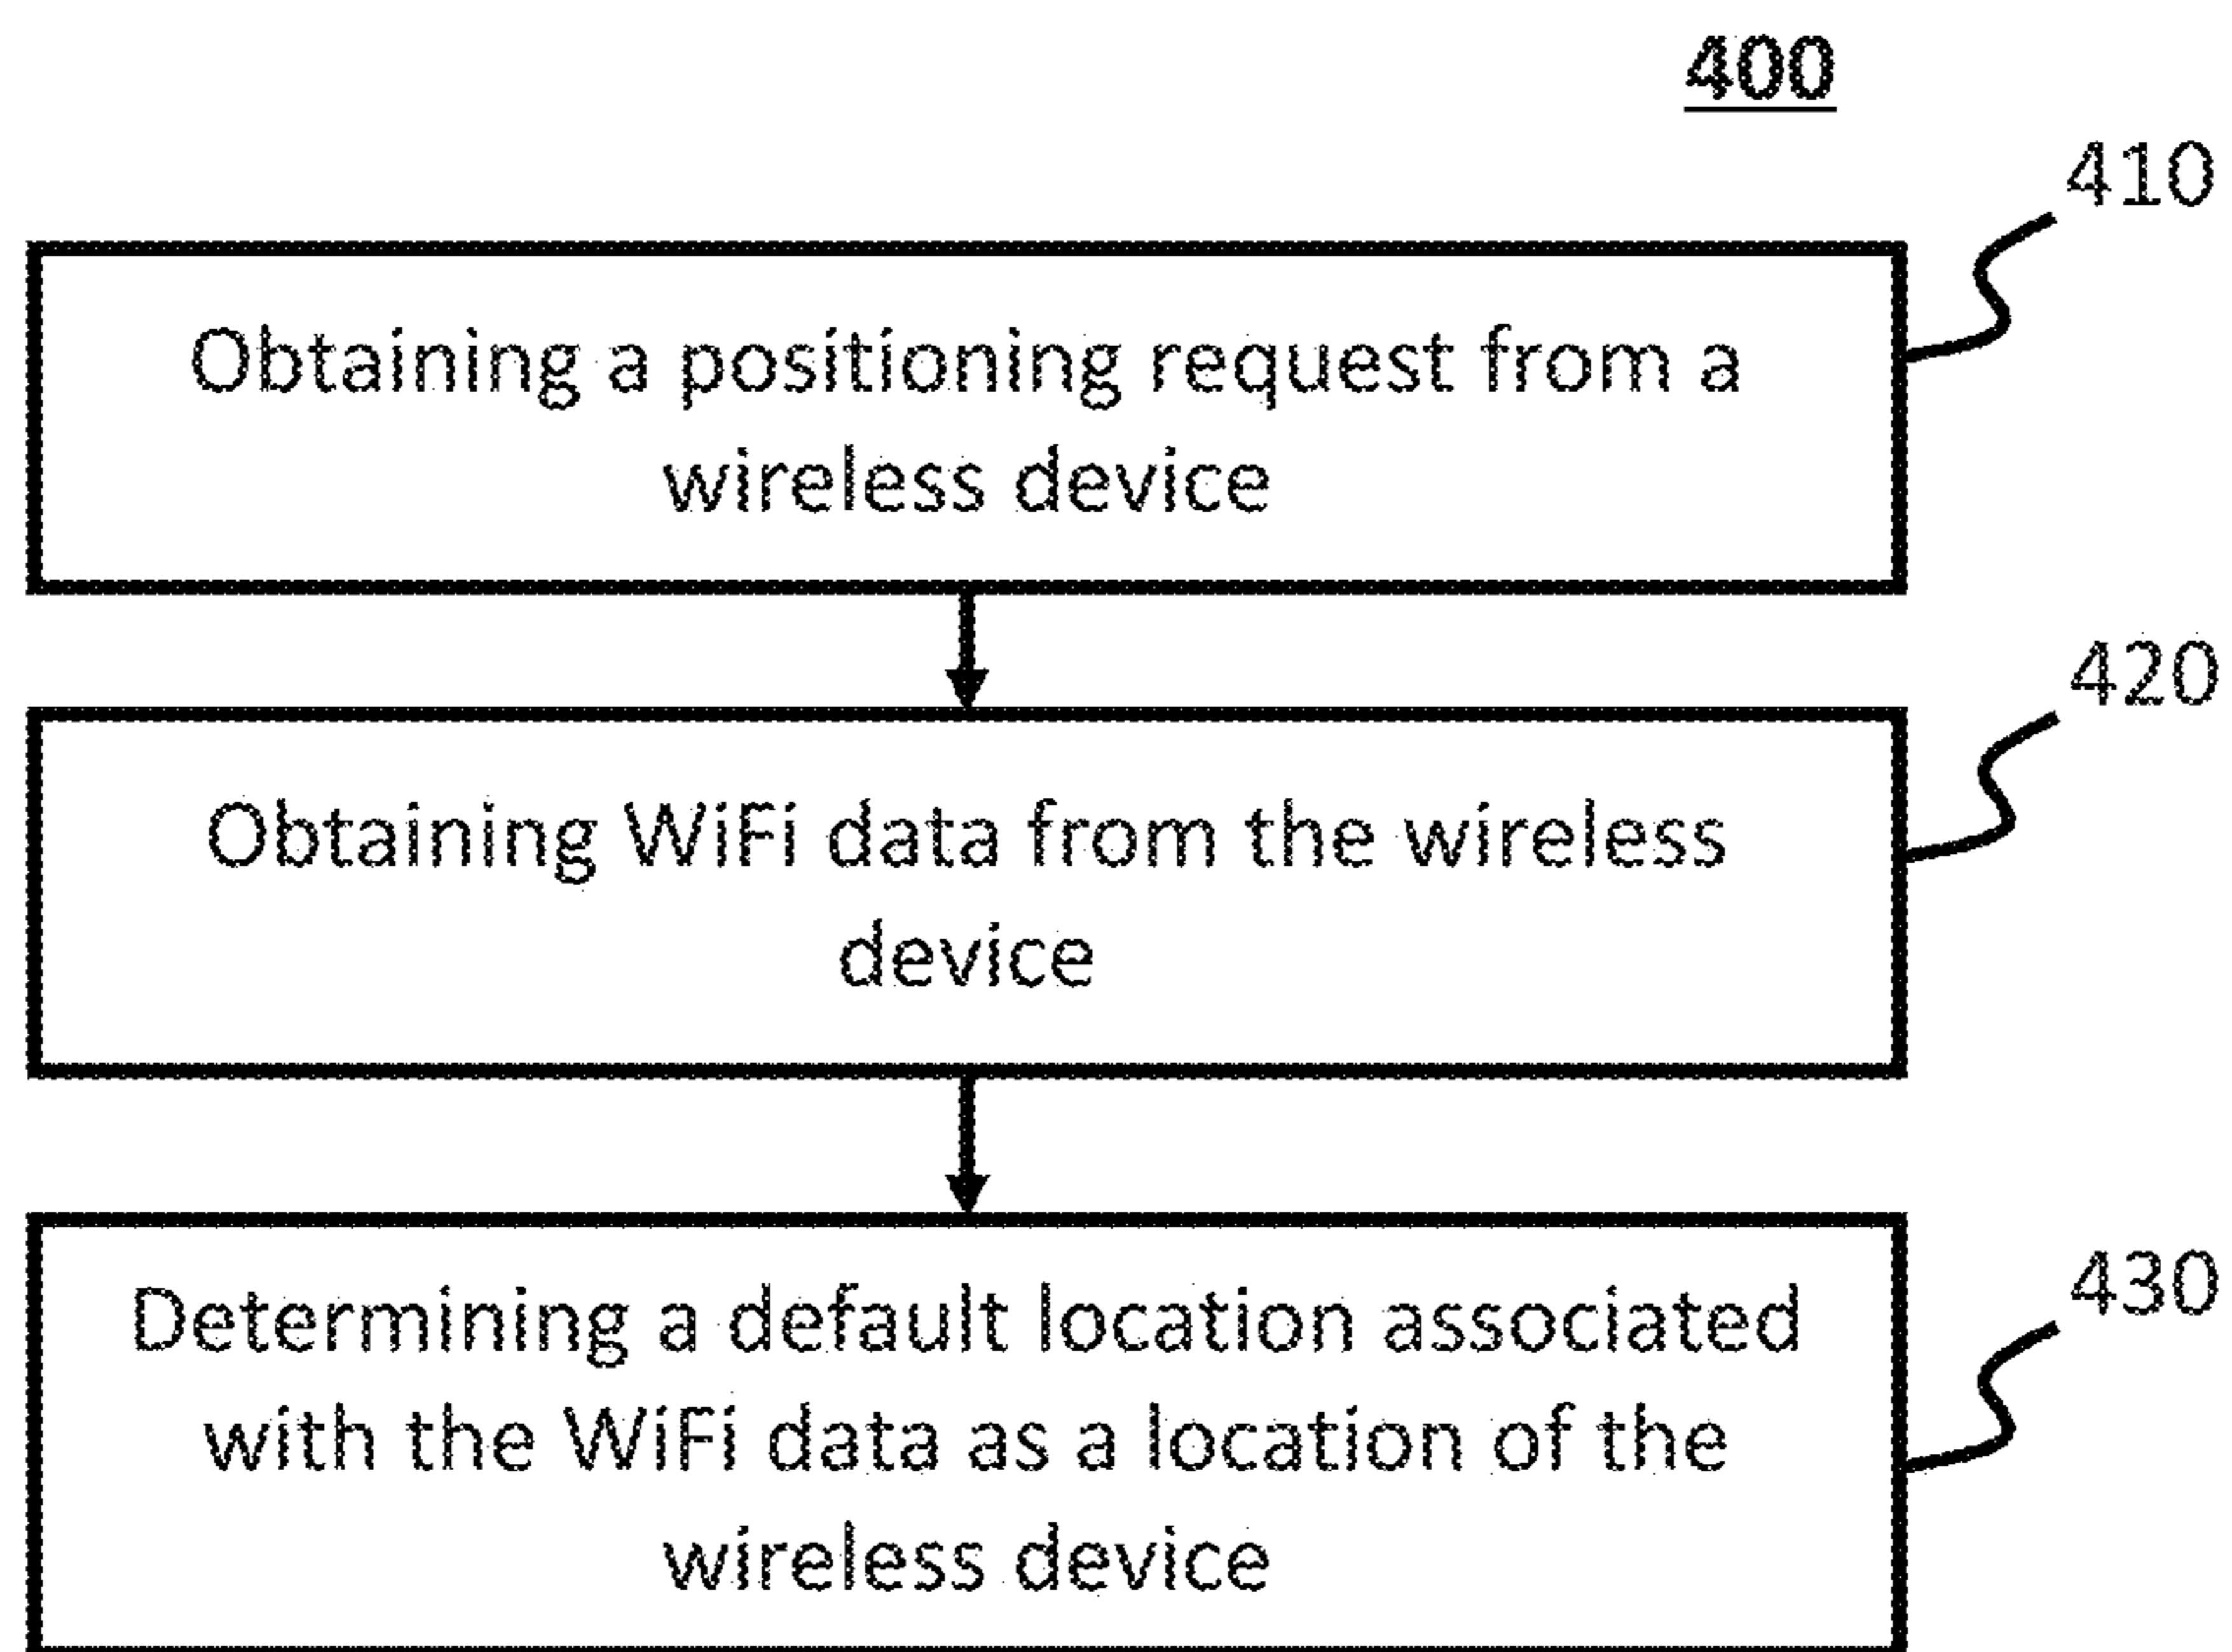 400
410
Obtaining a positioning request from a
wireless device
420
Obtaining WiFi data from the wireless
device
430
Determining a default location associated
with the WiFi data as a location of the
wireless device